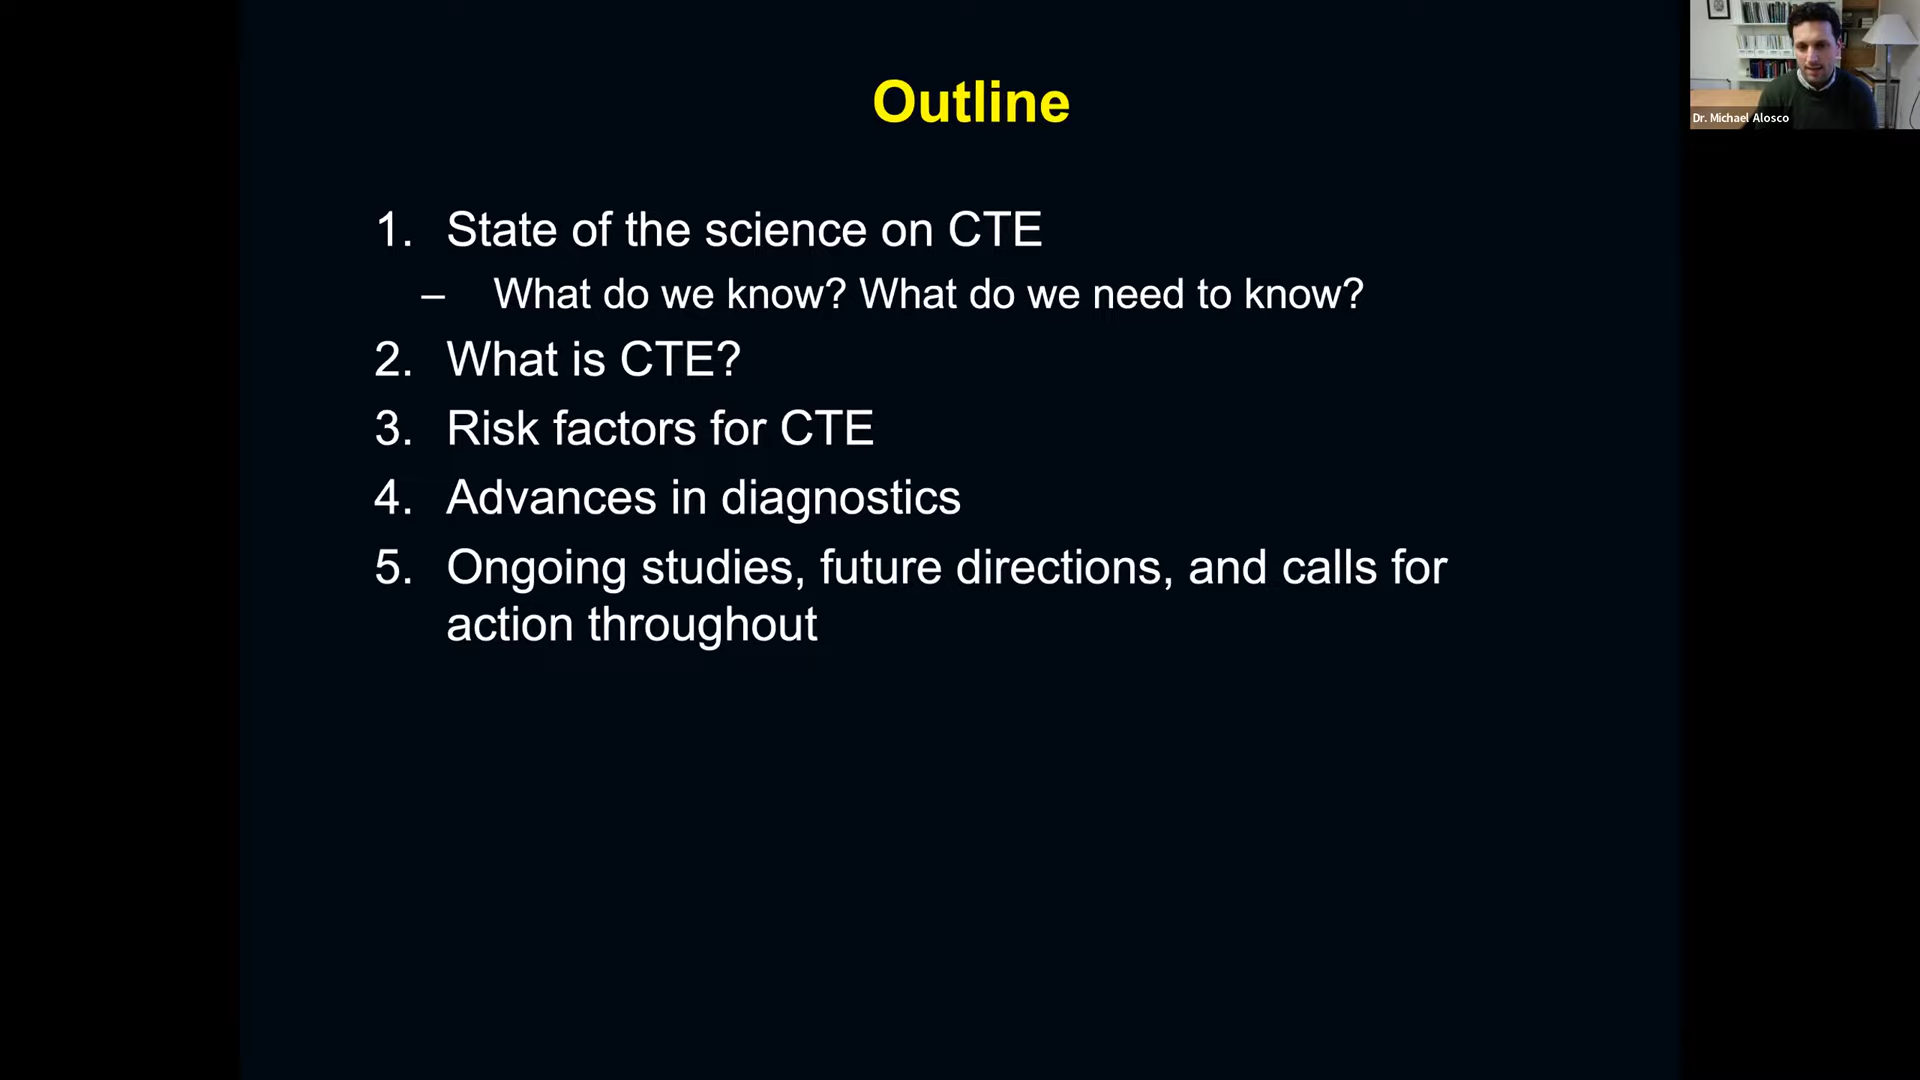 Outline
1. State of the science on CTE
– What do we know? What do we need to know?
2. What is CTE?
3. Risk factors for CTE
4. Advances in diagnostics
5. Ongoing studies, future directions, and calls for
action throughout
Dr. Michael Alosco